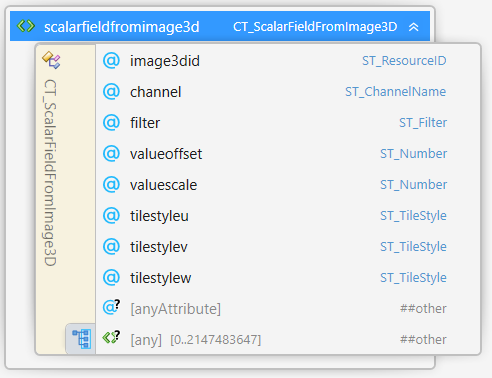 scalarfieldfromimage3d CT_ScalarFieldFromImage3D
CT_ScalarFieldFromImage3D
@ image3did ST_ResourceID
@ channel ST_ChannelName
@ filter ST_Filter
@ valueoffset ST_Number
@ valuescale ST_Number
@ tilestyleu ST_TileStyle
@ tilestylev ST_TileStyle
@ tilestylew ST_TileStyle
@? [anyAttribute] ##other
<>? [any] [0..2147483647] ##other